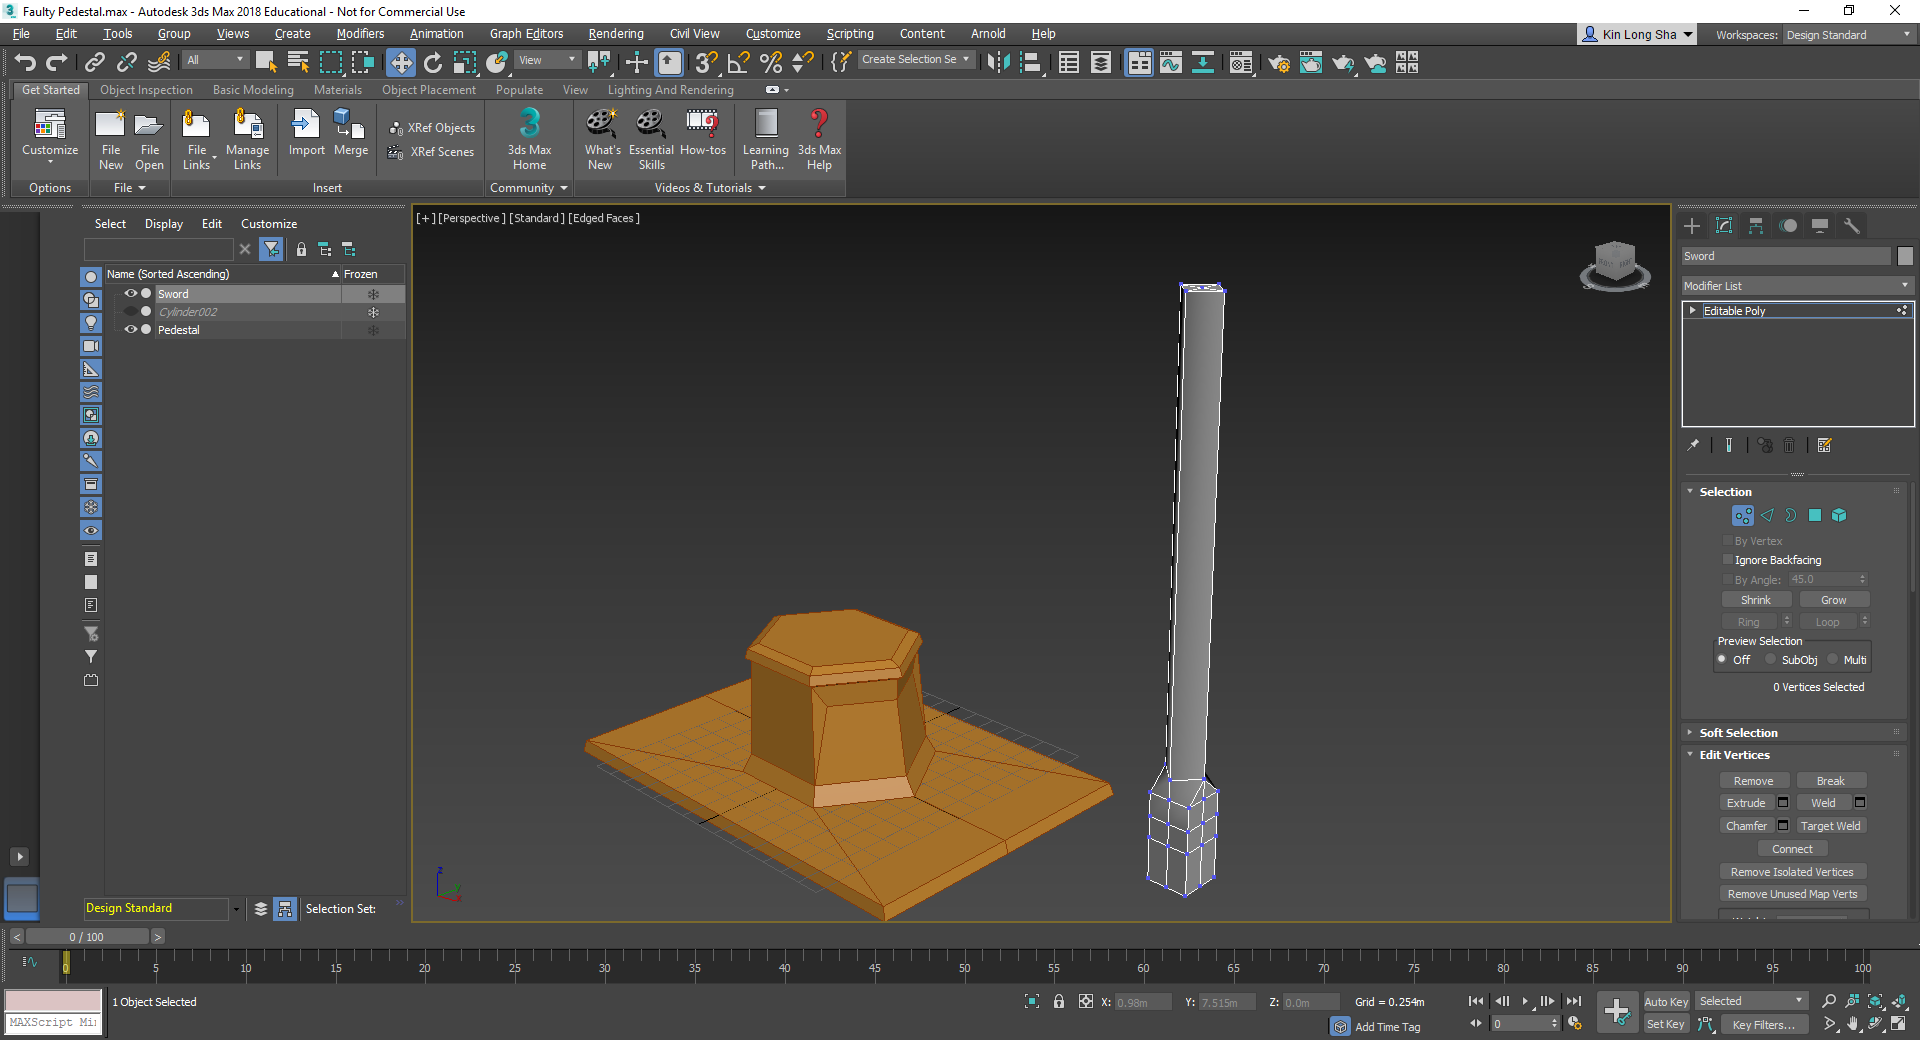 Faulty Pedestal.max - Autodesk 3ds Max 2018 Educational - Not for Commercial Use
File Edit Tools Group Views Create Modifiers Animation Graph Editors Rendering Civil View Customize Scripting Content Arnold Help
Kin Long Sha Workspaces: Design Standard
All View Create Selection Se
Get Started Object Inspection Basic Modeling Materials Object Placement Populate View Lighting And Rendering
Customize
File New
File Open
File Links
Manage Links
Import
Merge
XRef Objects
XRef Scenes
3ds Max Home
What's New
Essential Skills
How-tos
Learning Path...
3ds Max Help
Options File Insert Community Videos & Tutorials
Select Display Edit Customize
Name (Sorted Ascending) Frozen
Sword
Cylinder002
Pedestal
[+] [Perspective ] [Standard ] [Edged Faces ]
z
y
x
Sword
Modifier List
Editable Poly
Selection
By Vertex
Ignore Backfacing
By Angle: 45.0
Shrink Grow
Ring Loop
Preview Selection
Off SubObj Multi
0 Vertices Selected
Soft Selection
Edit Vertices
Remove Break
Extrude Weld
Chamfer Target Weld
Connect
Remove Isolated Vertices
Remove Unused Map Verts
Design Standard Selection Set:
< 0 / 100 >
0 5 10 15 20 25 30 35 40 45 50 55 60 65 70 75 80 85 90 95 100
1 Object Selected
X: 0.98m Y: 7.515m Z: 0.0m Grid = 0.254m
Auto Key Selected
MAXScript Mi
Add Time Tag
0
Set Key Key Filters...